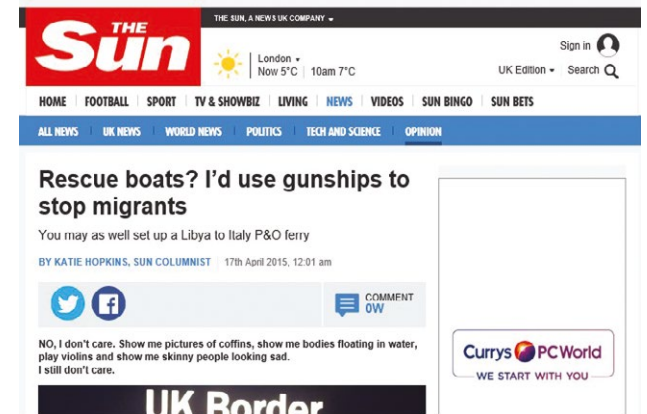 THE SUN, A NEWS UK COMPANY
THE
Sun
London
Now 5°C | 10am 7°C
Sign in
UK Edition
Search
HOME | FOOTBALL | SPORT | TV & SHOWBIZ | LIVING | NEWS | VIDEOS | SUN BINGO | SUN BETS
ALL NEWS | UK NEWS | WORLD NEWS | POLITICS | TECH AND SCIENCE | OPINION
Rescue boats? I'd use gunships to
stop migrants
You may as well set up a Libya to Italy P&O ferry
BY KATIE HOPKINS, SUN COLUMNIST | 17th April 2015, 12:01 am
COMMENT
NOW
NO, I don't care. Show me pictures of coffins, show me bodies floating in water,
play violins and show me skinny people looking sad.
I still don't care.
UK Border
Currys PC World
WE START WITH YOU